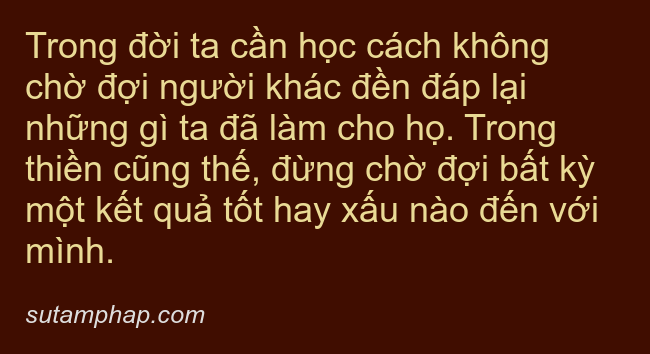 Trong đời ta cần học cách không
chờ đợi người khác đền đáp lại
những gì ta đã làm cho họ. Trong
thiền cũng thế, đừng chờ đợi bất kỳ
một kết quả tốt hay xấu nào đến với
mình.
sutamphap.com